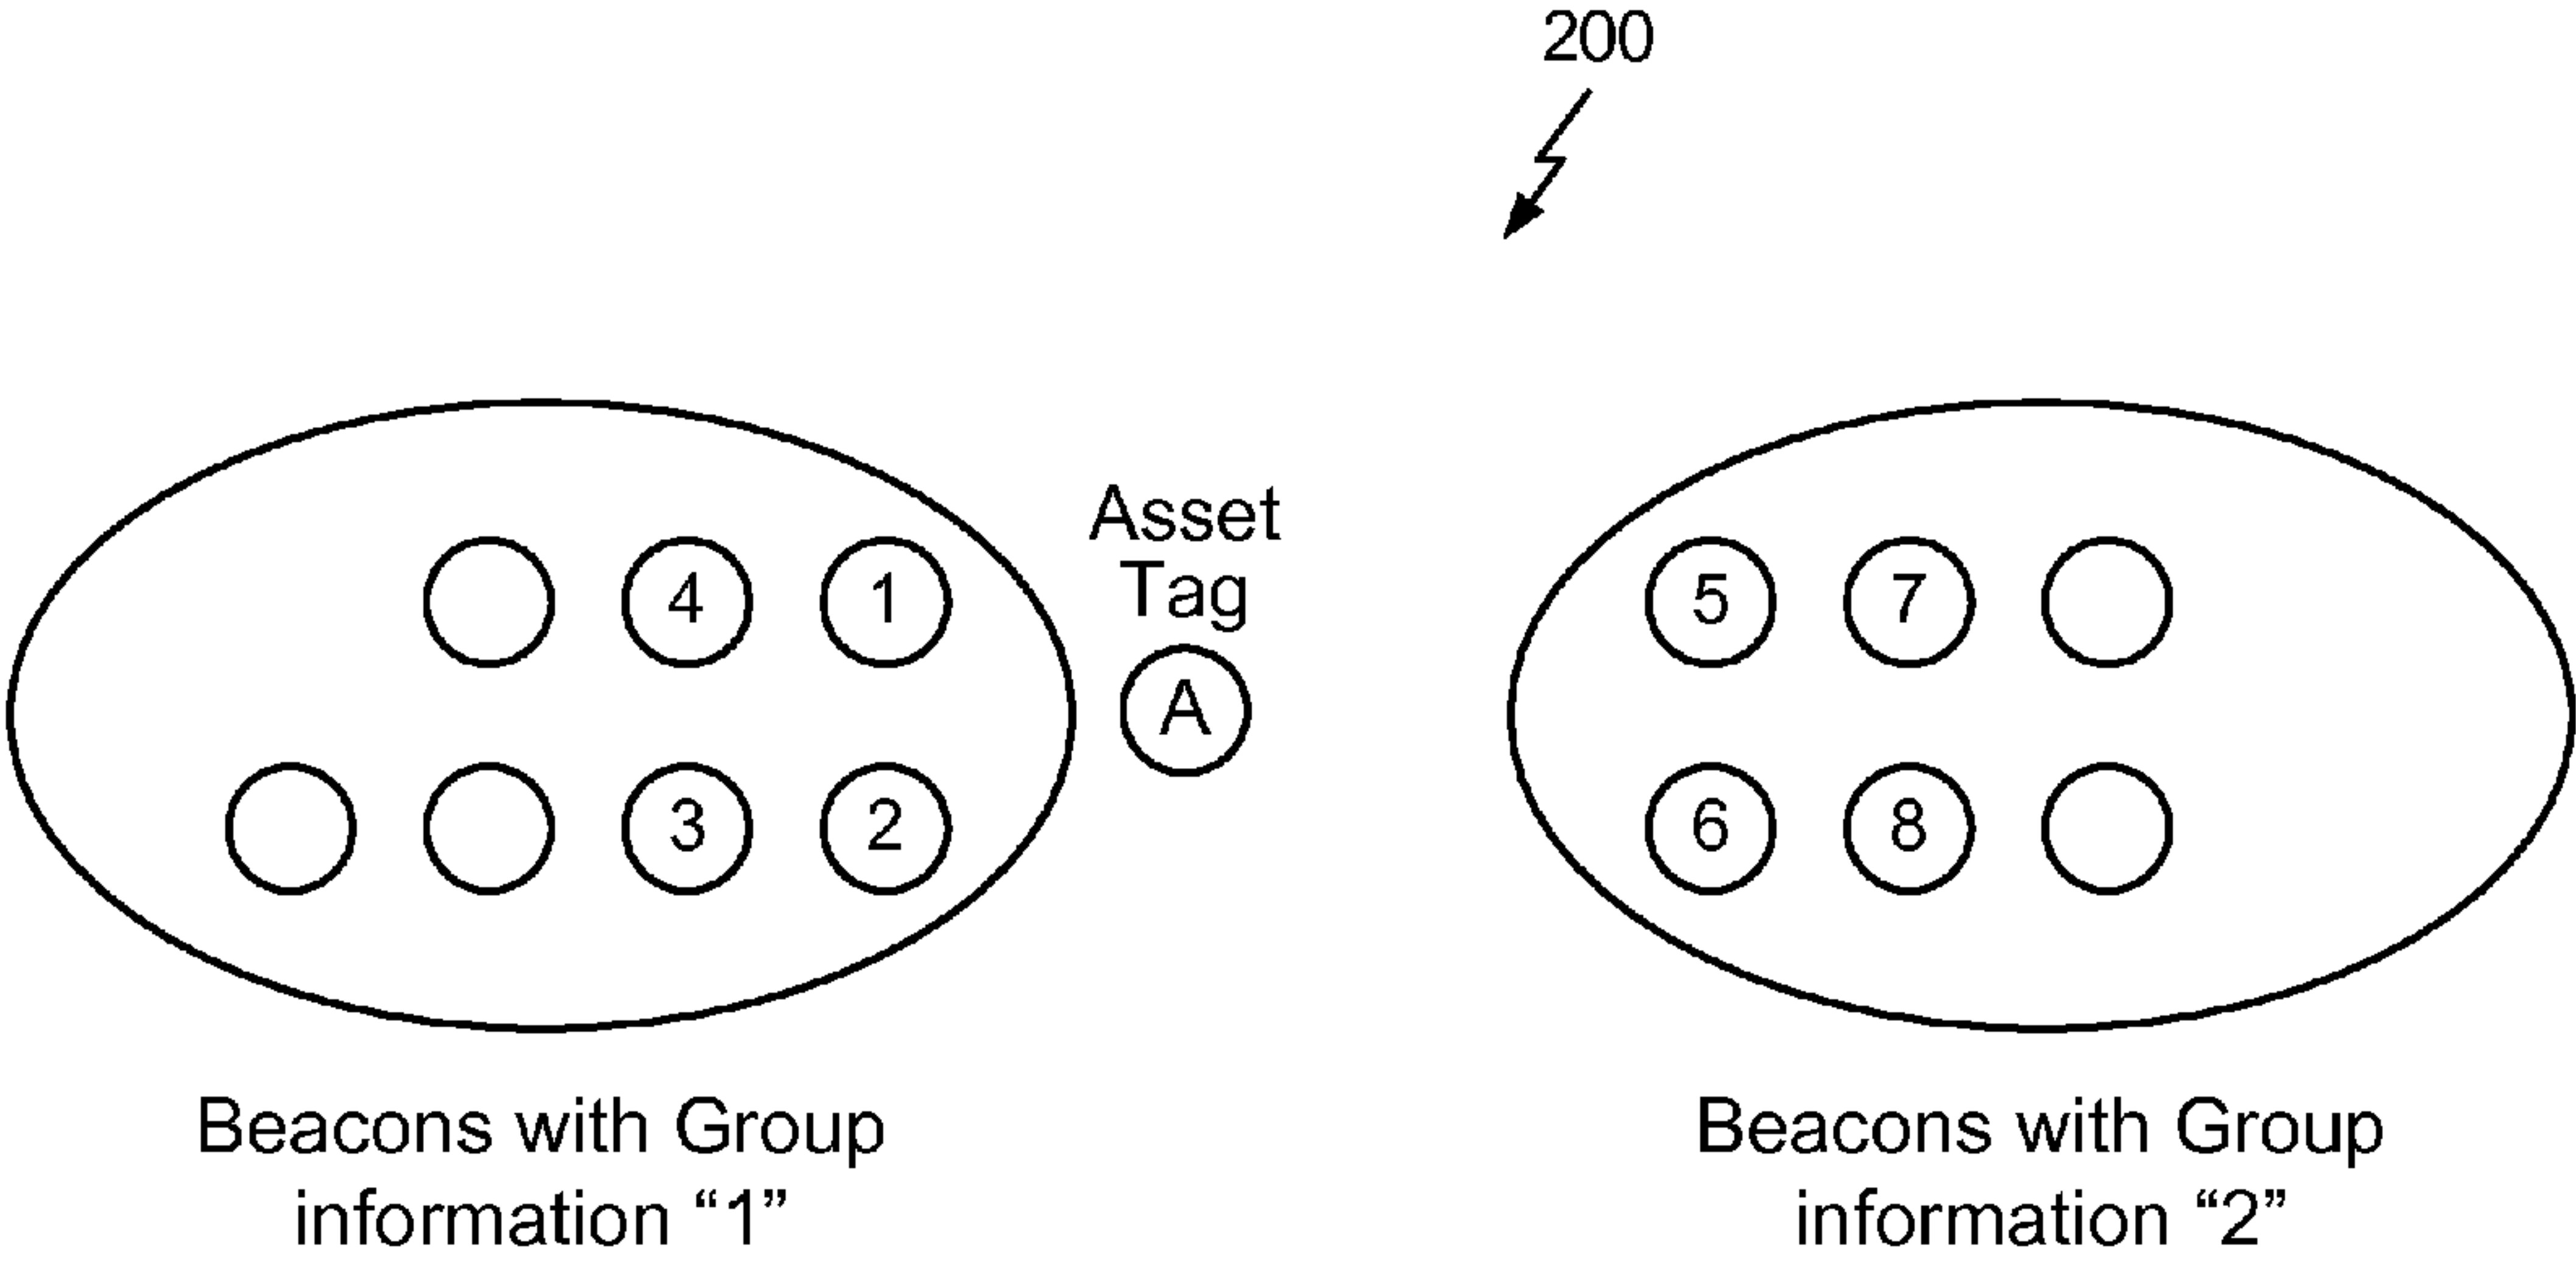 200
Asset
Tag
A
4 1
3 2
5 7
6 8
Beacons with Group
information “1”
Beacons with Group
information “2”